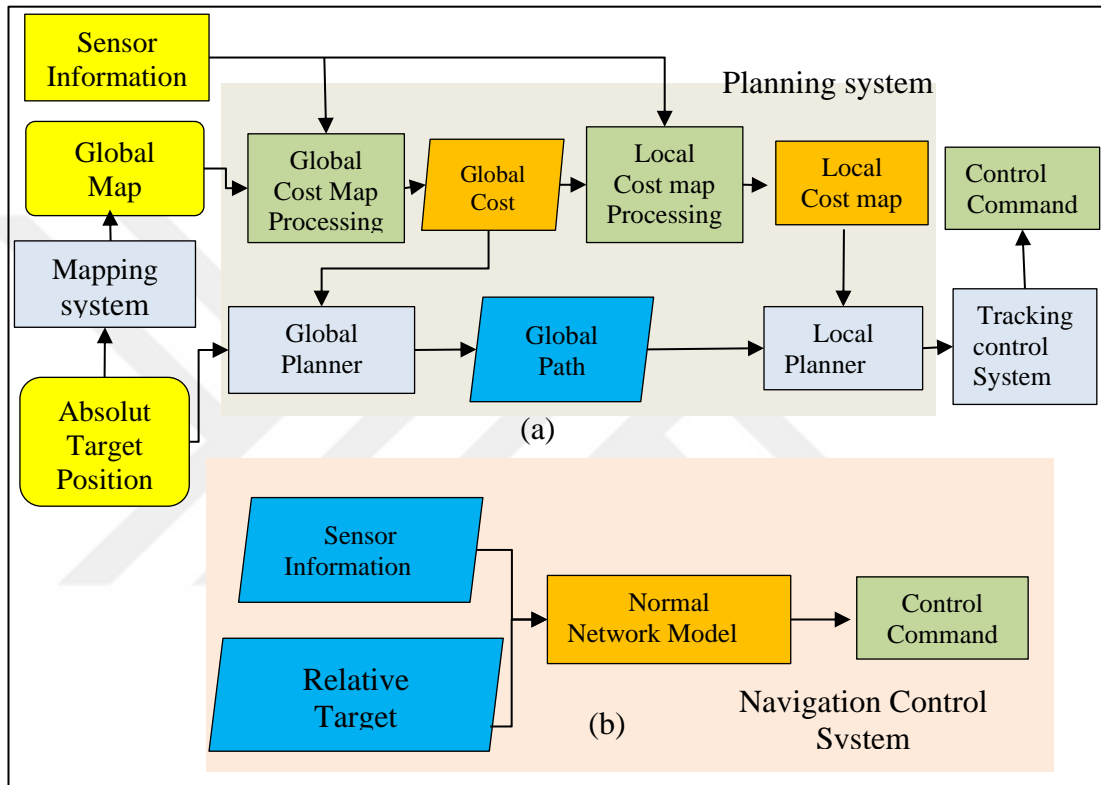 Sensor
Information
Planning system
Global
Map
Global
Cost Map
Processing
Global
Cost
Local
Cost map
Processing
Local
Cost map
Control
Command
Mapping
system
Global
Planner
Global
Path
Local
Planner
Tracking
control
System
Absolut
Target
Position
(a)
Sensor
Information
Normal
Network Model
Control
Command
Relative
Target
(b)
Navigation Control
System